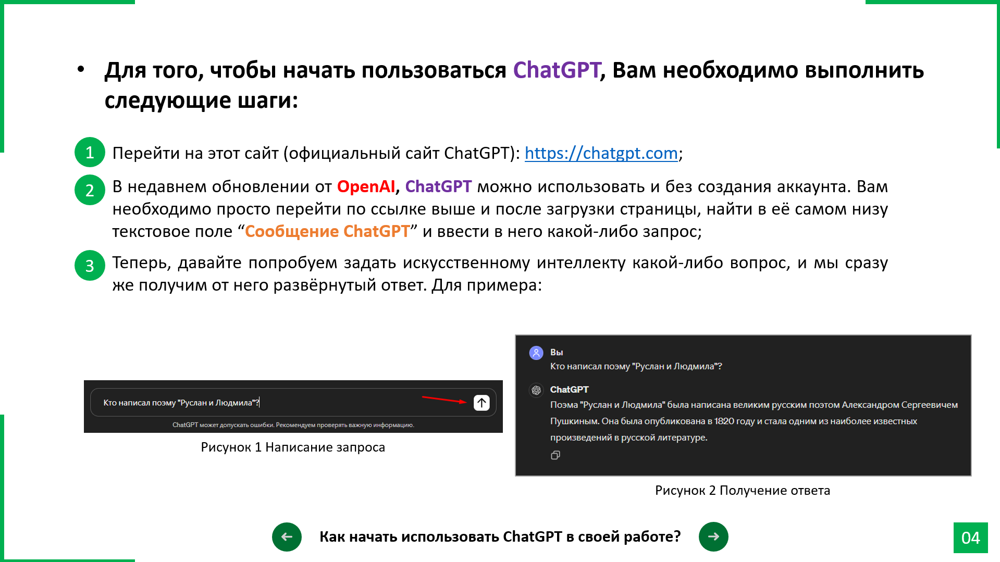 • Для того, чтобы начать пользоваться ChatGPT, Вам необходимо выполнить
следующие шаги:
1 Перейти на этот сайт (официальный сайт ChatGPT): https://chatgpt.com;
2 В недавнем обновлении от OpenAI, ChatGPT можно использовать и без создания аккаунта. Вам
необходимо просто перейти по ссылке выше и после загрузки страницы, найти в её самом низу
текстовое поле “Сообщение ChatGPT” и ввести в него какой-либо запрос;
3 Теперь, давайте попробуем задать искусственному интеллекту какой-либо вопрос, и мы сразу
же получим от него развёрнутый ответ. Для примера:
Кто написал поэму "Руслан и Людмила"?
ChatGPT может допускать ошибки. Рекомендуем проверять важную информацию.
Рисунок 1 Написание запроса
Вы
Кто написал поэму "Руслан и Людмила"?
ChatGPT
Поэма "Руслан и Людмила" была написана великим русским поэтом Александром Сергеевичем
Пушкиным. Она была опубликована в 1820 году и стала одним из наиболее известных
произведений в русской литературе.
Рисунок 2 Получение ответа
Как начать использовать ChatGPT в своей работе?
04